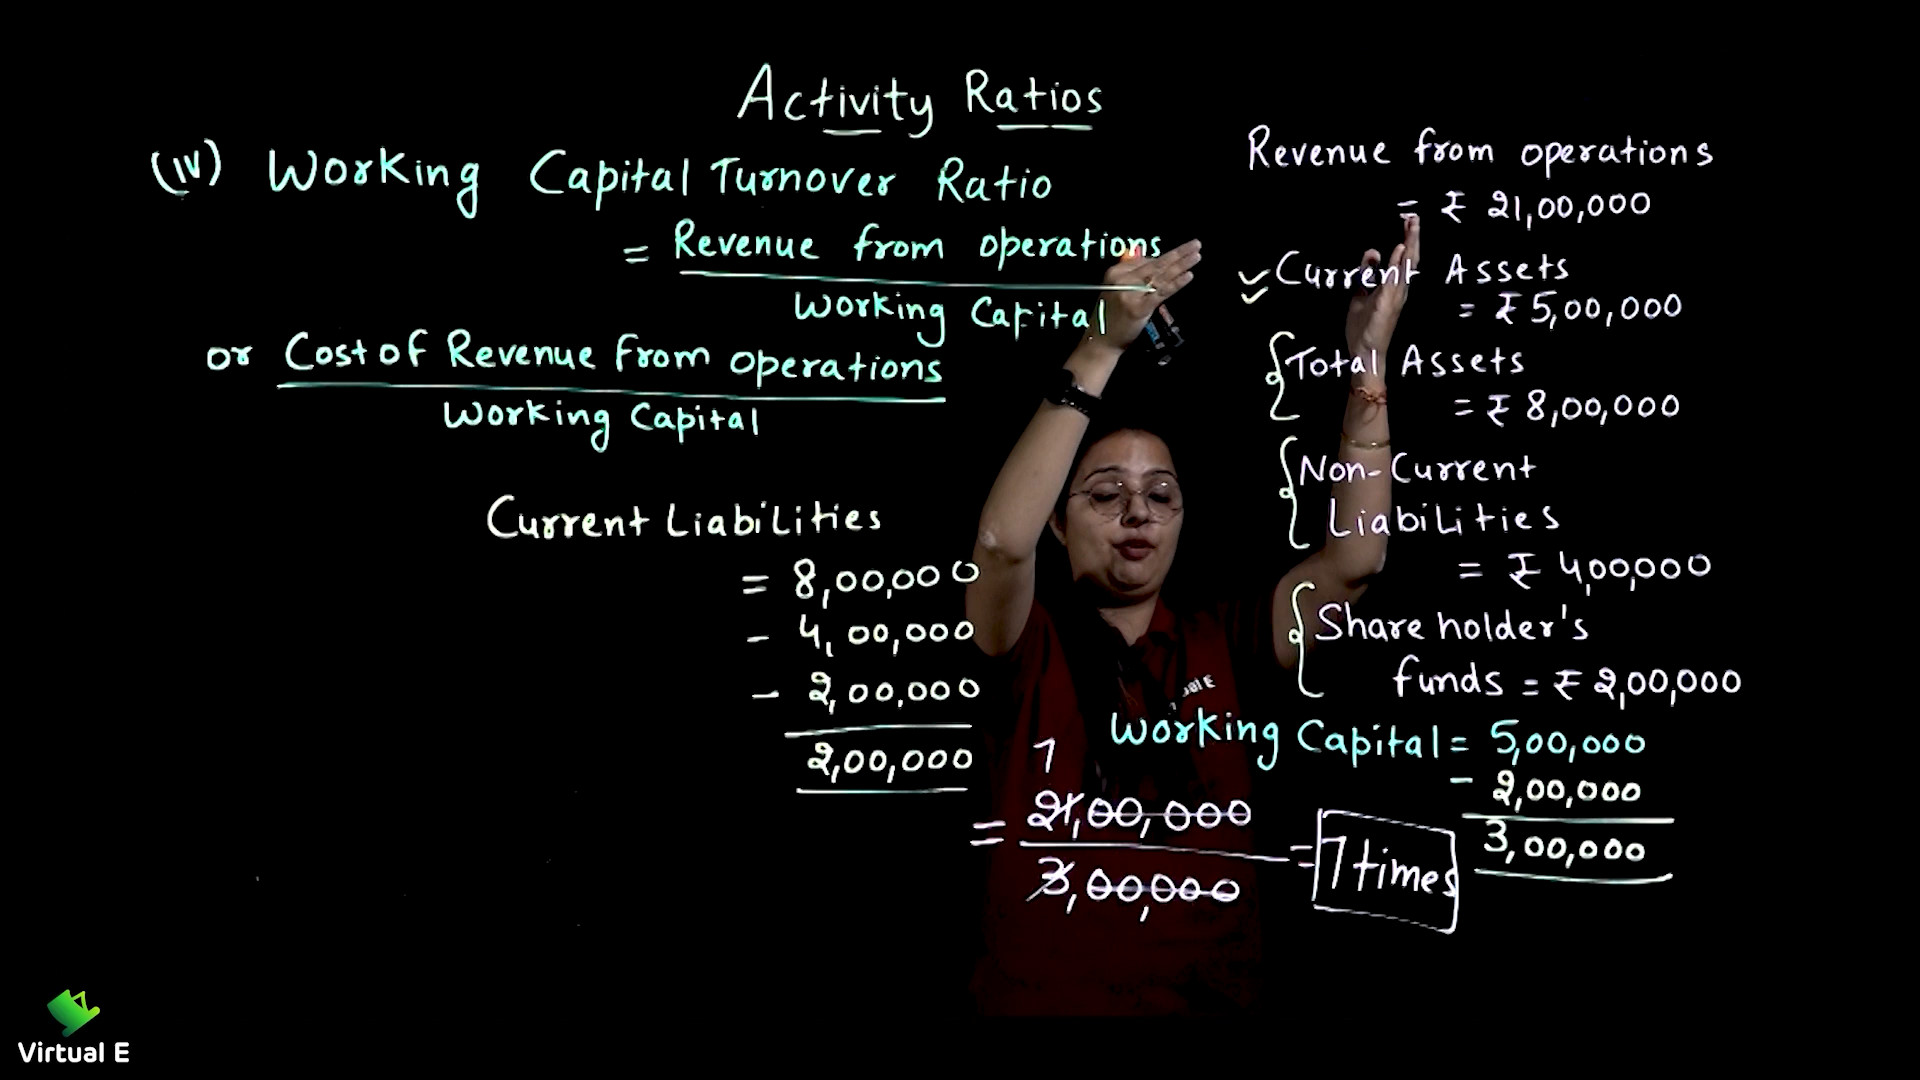 Activity Ratios
(iv) Working Capital Turnover Ratio
= Revenue from operations
Working Capital
or Cost of Revenue from operations
Working Capital
Current Liabilities
= 8,00,000
- 4,00,000
- 2,00,000
2,00,000
Revenue from operations
= ₹ 21,00,000
Current Assets
= ₹ 5,00,000
Total Assets
= ₹ 8,00,000
Non-Current
Liabilities
= ₹ 4,00,000
Shareholder's
funds = ₹ 2,00,000
Working Capital = 5,00,000
- 2,00,000
3,00,000
7
= 21,00,000 = 7 times
3,00,000
Virtual E